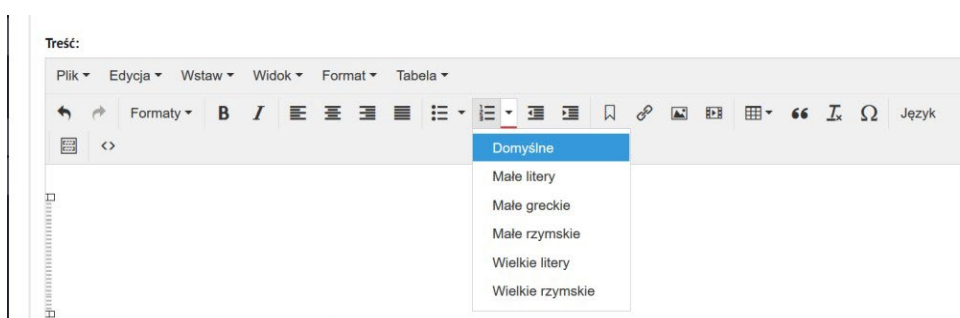 Treść:
Plik Edycja Wstaw Widok Format Tabela
Formaty B I Ω Język
Domyślne
Małe litery
Małe greckie
Małe rzymskie
Wielkie litery
Wielkie rzymskie